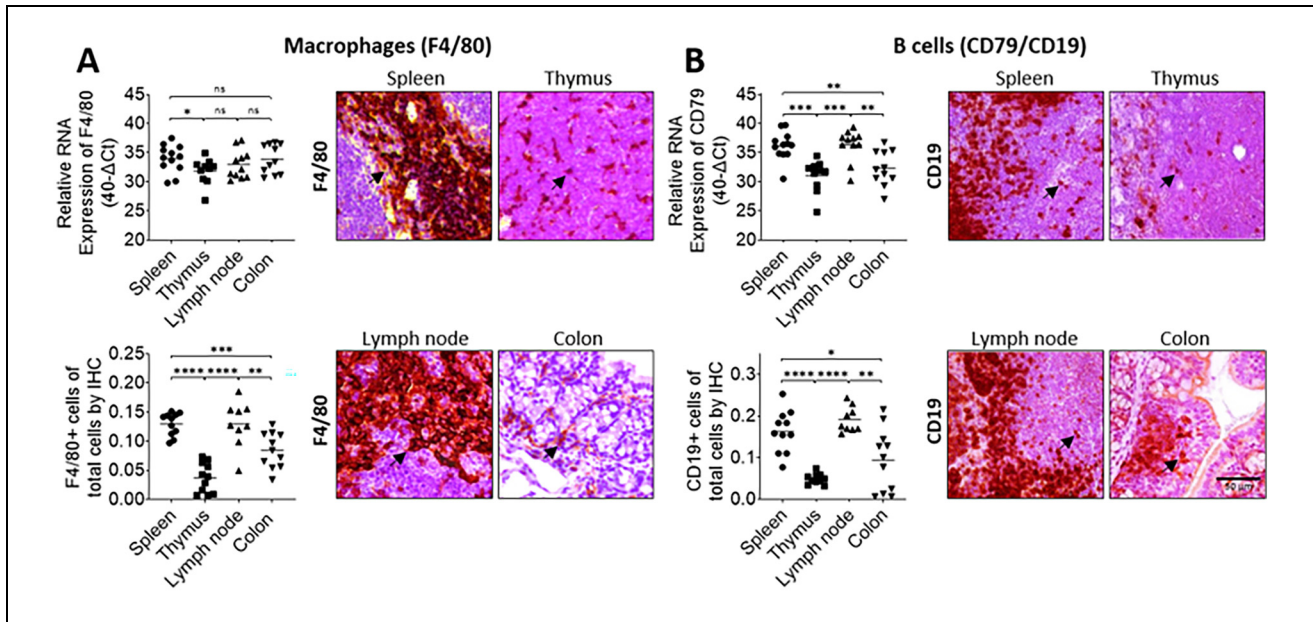 A
Macrophages (F4/80)
Relative RNA
Expression of F4/80
(40-ΔCt)
45
40
35
30
25
20
ns
* ns ns
Spleen
Thymus
Lymph node
Colon
Spleen
Thymus
F4/80
F4/80+ cells of
total cells by IHC
0.25
0.20
0.15
0.10
0.05
0.00
***
**** **** **
Spleen
Thymus
Lymph node
Colon
Lymph node
Colon
F4/80
B
B cells (CD79/CD19)
Relative RNA
Expression of CD79
(40-ΔCt)
45
40
35
30
25
20
**
*** *** **
Spleen
Thymus
Lymph node
Colon
Spleen
Thymus
CD19
CD19+ cells of
total cells by IHC
0.3
0.2
0.1
0.0
*
**** **** **
Spleen
Thymus
Lymph node
Colon
Lymph node
Colon
CD19
50 µm